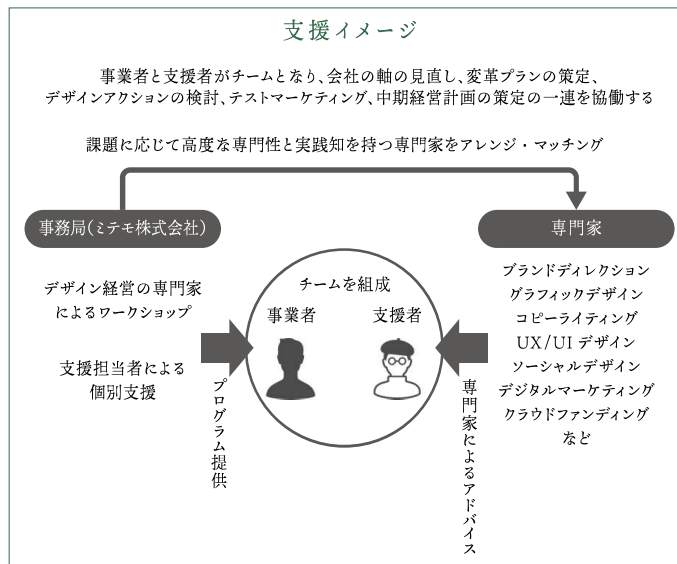 支援イメージ
事業者と支援者がチームとなり、会社の軸の見直し、変革プランの策定、
デザインアクションの検討、テストマーケティング、中期経営計画の策定の一連を協働する
課題に応じて高度な専門性と実践知を持つ専門家をアレンジ・マッチング
事務局(ミテモ株式会社)
専門家
デザイン経営の専門家
によるワークショップ
支援担当者による
個別支援
プログラム提供
チームを組成
事業者
支援者
専門家によるアドバイス
ブランドディレクション
グラフィックデザイン
コピーライティング
UX/UI デザイン
ソーシャルデザイン
デジタルマーケティング
クラウドファンディング
など